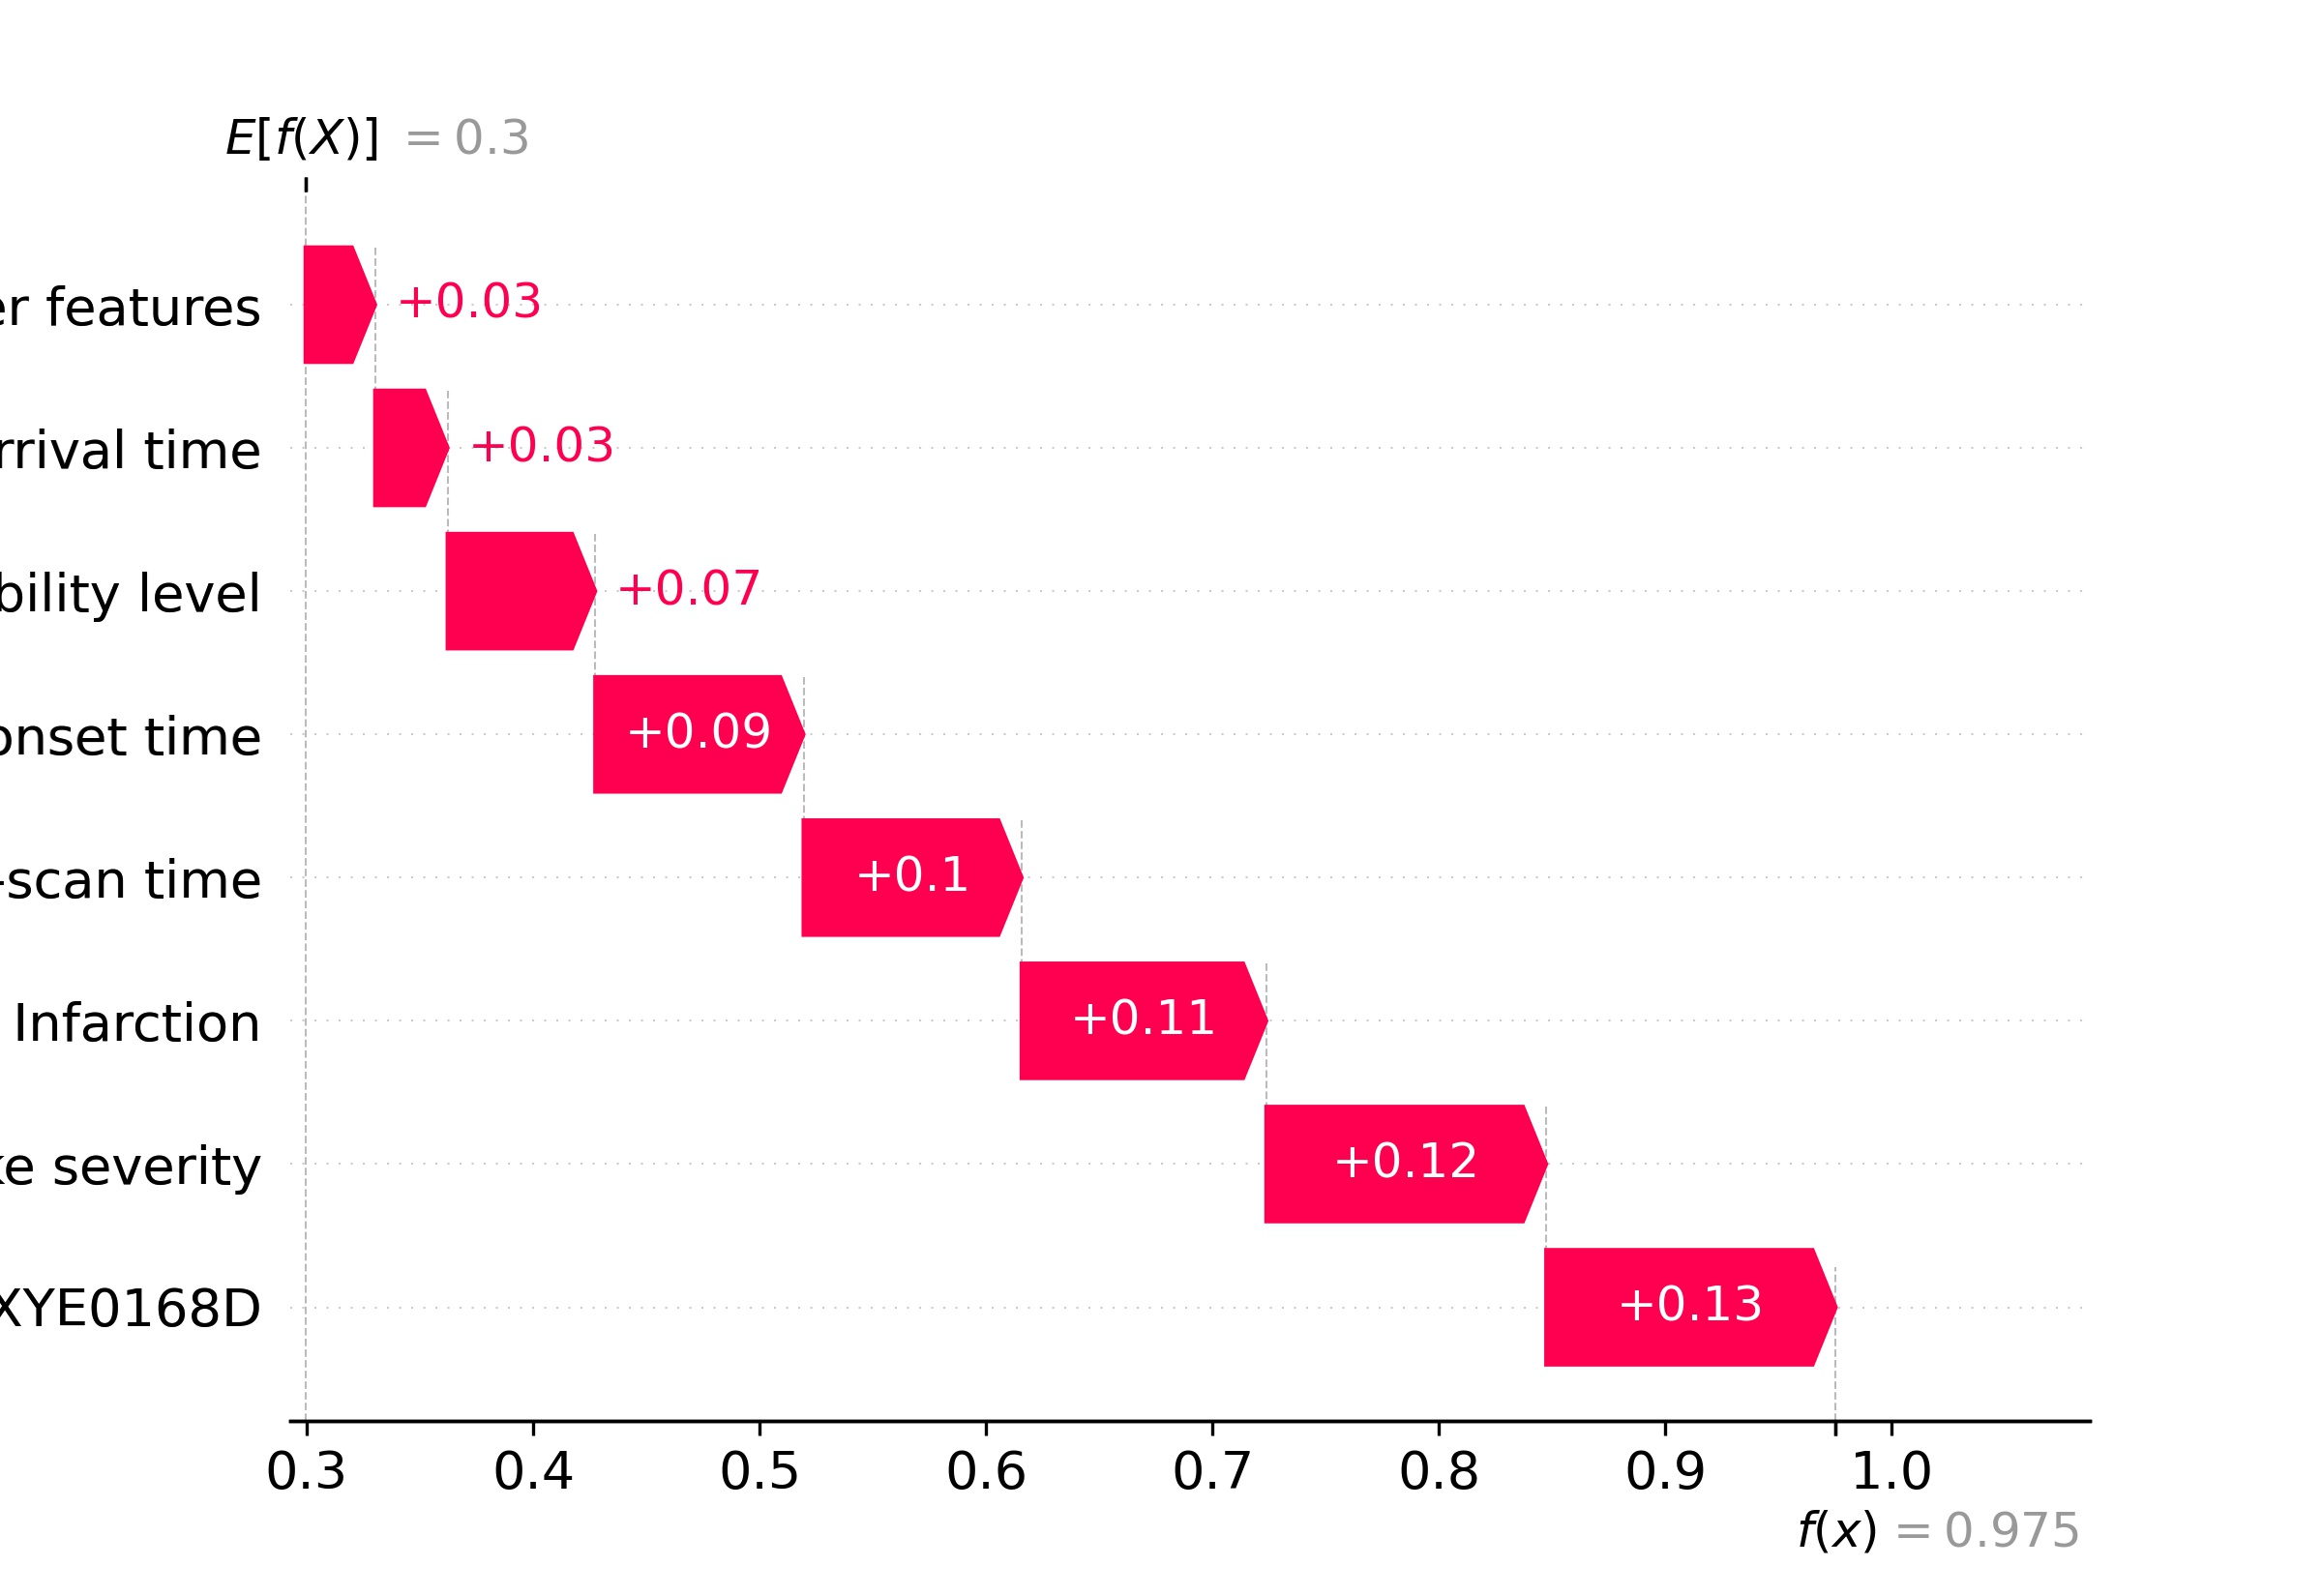 E[f(X)] = 0.3
er features +0.03
rrival time +0.03
bility level +0.07
onset time +0.09
-scan time +0.1
Infarction +0.11
ke severity +0.12
XYE0168D +0.13
0.3 0.4 0.5 0.6 0.7 0.8 0.9 1.0
f(x) = 0.975